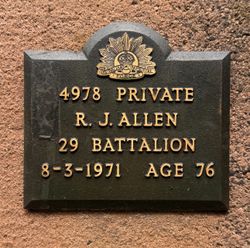 4978 PRIVATE
R. J. ALLEN
29 BATTALION
8-3-1971 AGE 76